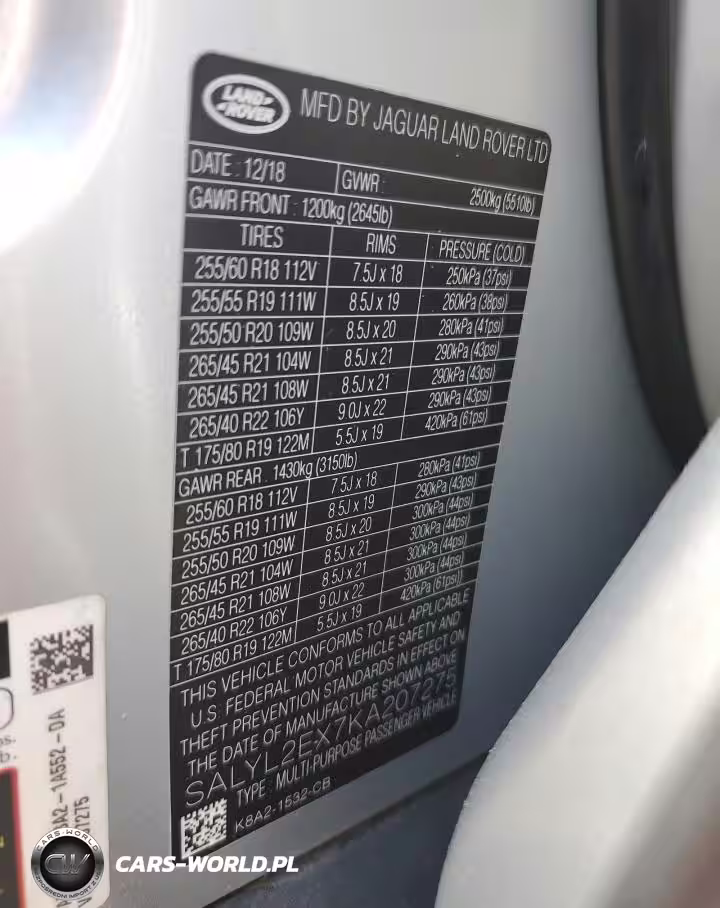 LAND ROVER
MFD BY JAGUAR LAND ROVER LTD
DATE : 12/18 GVWR : 2500kg (5510lb)
GAWR FRONT : 1200kg (2645lb)
TIRES RIMS PRESSURE (COLD)
255/60 R18 112V 7.5J x 18 250kPa (37psi)
255/55 R19 111W 8.5J x 19 260kPa (38psi)
255/50 R20 109W 8.5J x 20 280kPa (41psi)
265/45 R21 104W 8.5J x 21 290kPa (43psi)
265/45 R21 108W 8.5J x 21 290kPa (43psi)
265/40 R22 106Y 9.0J x 22 290kPa (43psi)
T 175/80 R19 122M 5.5J x 19 420kPa (61psi)
GAWR REAR : 1430kg (3150lb)
255/60 R18 112V 7.5J x 18 280kPa (41psi)
255/55 R19 111W 8.5J x 19 290kPa (43psi)
255/50 R20 109W 8.5J x 20 300kPa (44psi)
265/45 R21 104W 8.5J x 21 300kPa (44psi)
265/45 R21 108W 8.5J x 21 300kPa (44psi)
265/40 R22 106Y 9.0J x 22 300kPa (44psi)
T 175/80 R19 122M 5.5J x 19 420kPa (61psi)
THIS VEHICLE CONFORMS TO ALL APPLICABLE
U.S. FEDERAL MOTOR VEHICLE SAFETY AND
THEFT PREVENTION STANDARDS IN EFFECT ON
THE DATE OF MANUFACTURE SHOWN ABOVE
SALYL2EX7KA207275
TYPE : MULTI-PURPOSE PASSENGER VEHICLE
K8A2-1532-CB
8A2-1A552-DA
7275
CARS-WORLD
CW
CARS-WORLD.PL